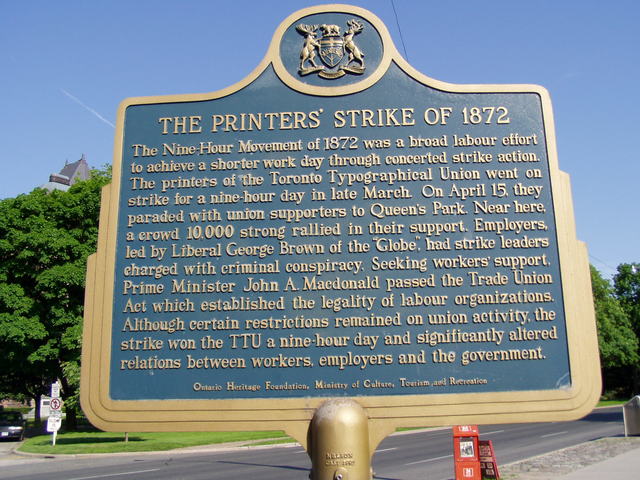 THE PRINTERS' STRIKE OF 1872
The Nine-Hour Movement of 1872 was a broad labour effort
to achieve a shorter work day through concerted strike action.
The printers of the Toronto Typographical Union went on
strike for a nine-hour day in late March. On April 15, they
paraded with union supporters to Queen's Park. Near here,
a crowd 10,000 strong rallied in their support. Employers,
led by Liberal George Brown of the "Globe", had strike leaders
charged with criminal conspiracy. Seeking workers' support,
Prime Minister John A. Macdonald passed the Trade Union
Act which established the legality of labour organizations.
Although certain restrictions remained on union activity, the
strike won the TTU a nine-hour day and significantly altered
relations between workers, employers and the government.
Ontario Heritage Foundation, Ministry of Culture, Tourism and Recreation